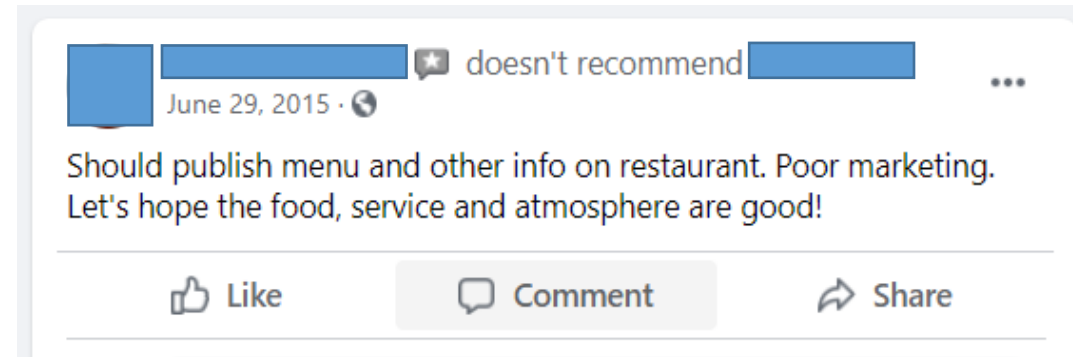 doesn't recommend
June 29, 2015 ·
Should publish menu and other info on restaurant. Poor marketing.
Let's hope the food, service and atmosphere are good!
Like Comment Share